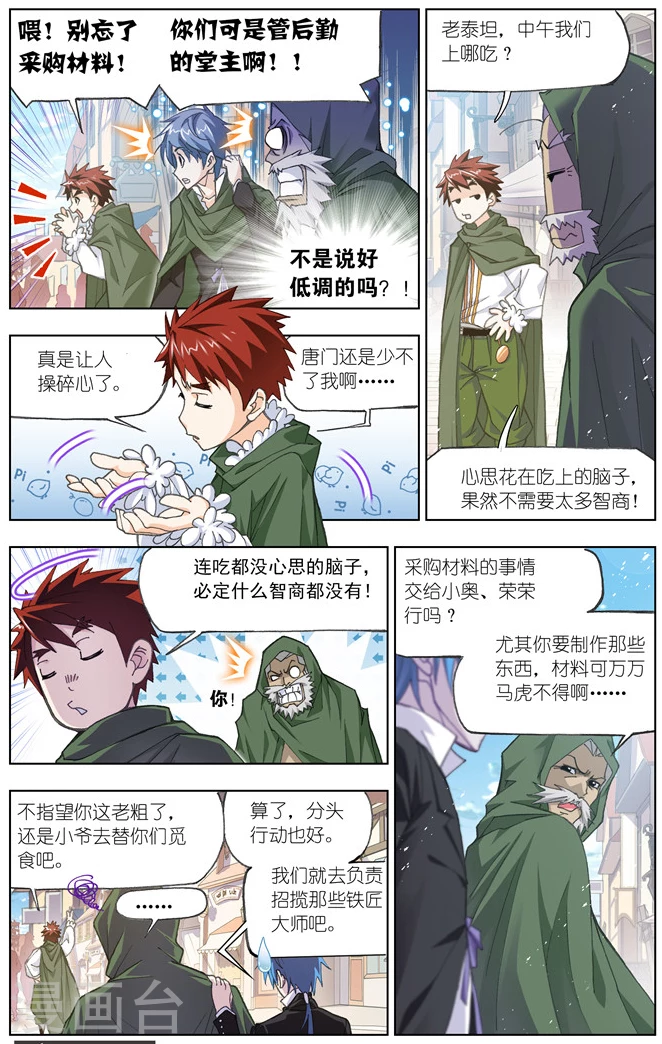 喂！别忘了
采购材料！
你们可是管后勤
的堂主啊！！
不是说好
低调的吗？！
老泰坦，中午我们
上哪吃？
心思花在吃上的脑子，
果然不需要太多智商！
真是让人
操碎心了。
唐门还是少不
了我啊……
Pi
Pi
Pi
连吃都没心思的脑子，
必定什么智商都没有！
你！
采购材料的事情
交给小奥、荣荣
行吗？
尤其你要制作那些
东西，材料可万万
马虎不得啊……
不指望你这老粗了，
还是小爷去替你们觅
食吧。
……
算了，分头
行动也好。
我们就去负责
招揽那些铁匠
大师吧。
漫画台